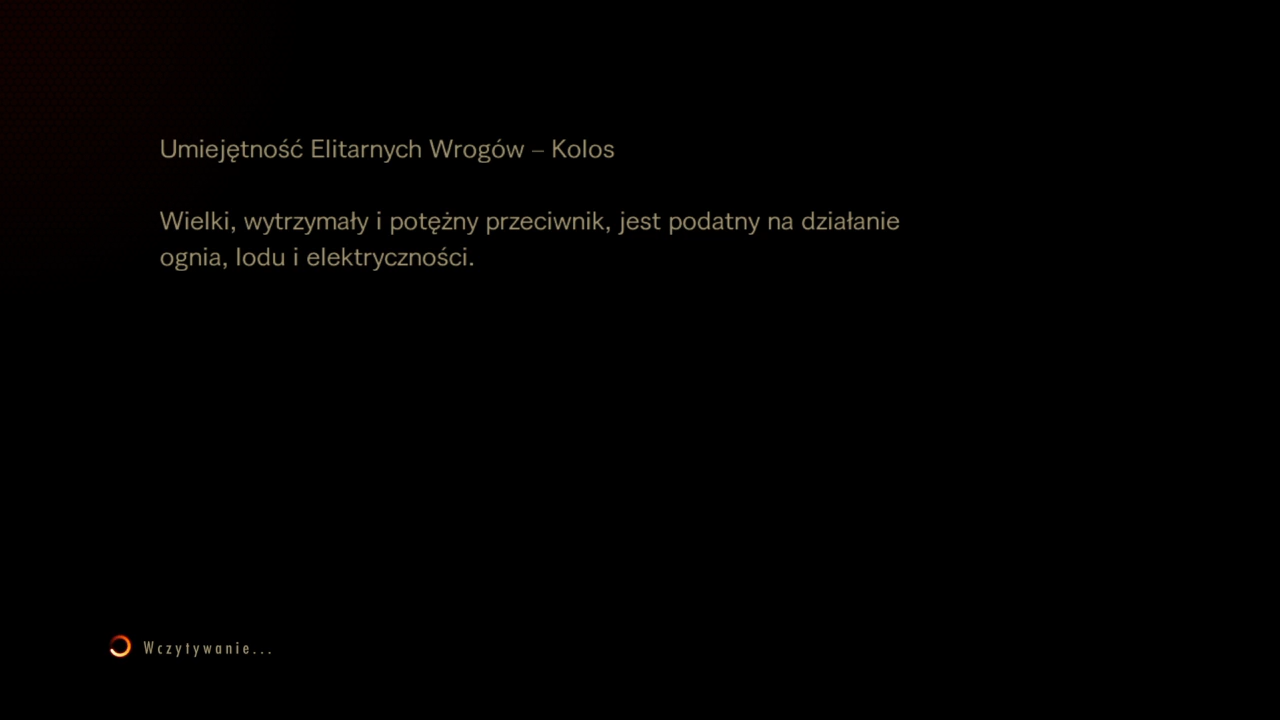 Umiejętność Elitarnych Wrogów – Kolos
Wielki, wytrzymały i potężny przeciwnik, jest podatny na działanie
ognia, lodu i elektryczności.
Wczytywanie...